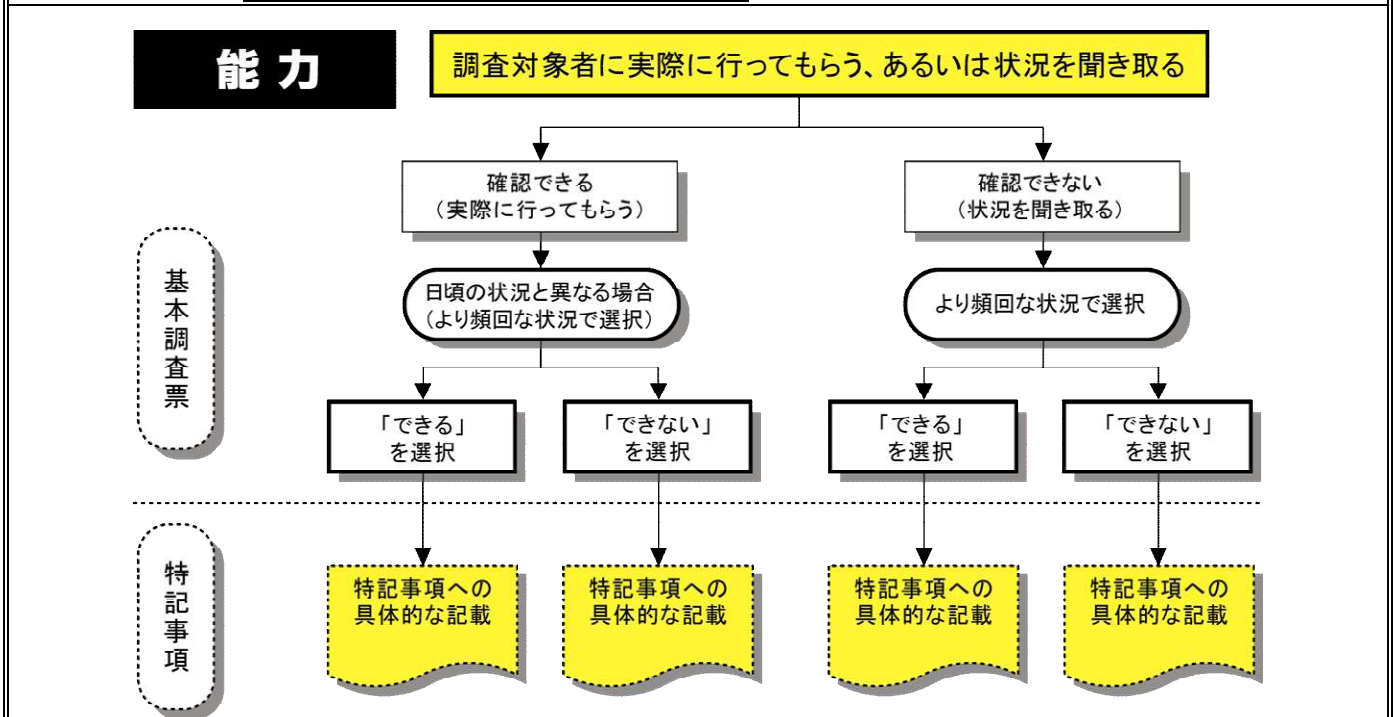 能力
調査対象者に実際に行ってもらう、あるいは状況を聞き取る
確認できる
（実際に行ってもらう）
確認できない
（状況を聞き取る）
基本調査票
日頃の状況と異なる場合
（より頻回な状況で選択）
より頻回な状況で選択
「できる」
を選択
「できない」
を選択
「できる」
を選択
「できない」
を選択
特記事項
特記事項への
具体的な記載
特記事項への
具体的な記載
特記事項への
具体的な記載
特記事項への
具体的な記載